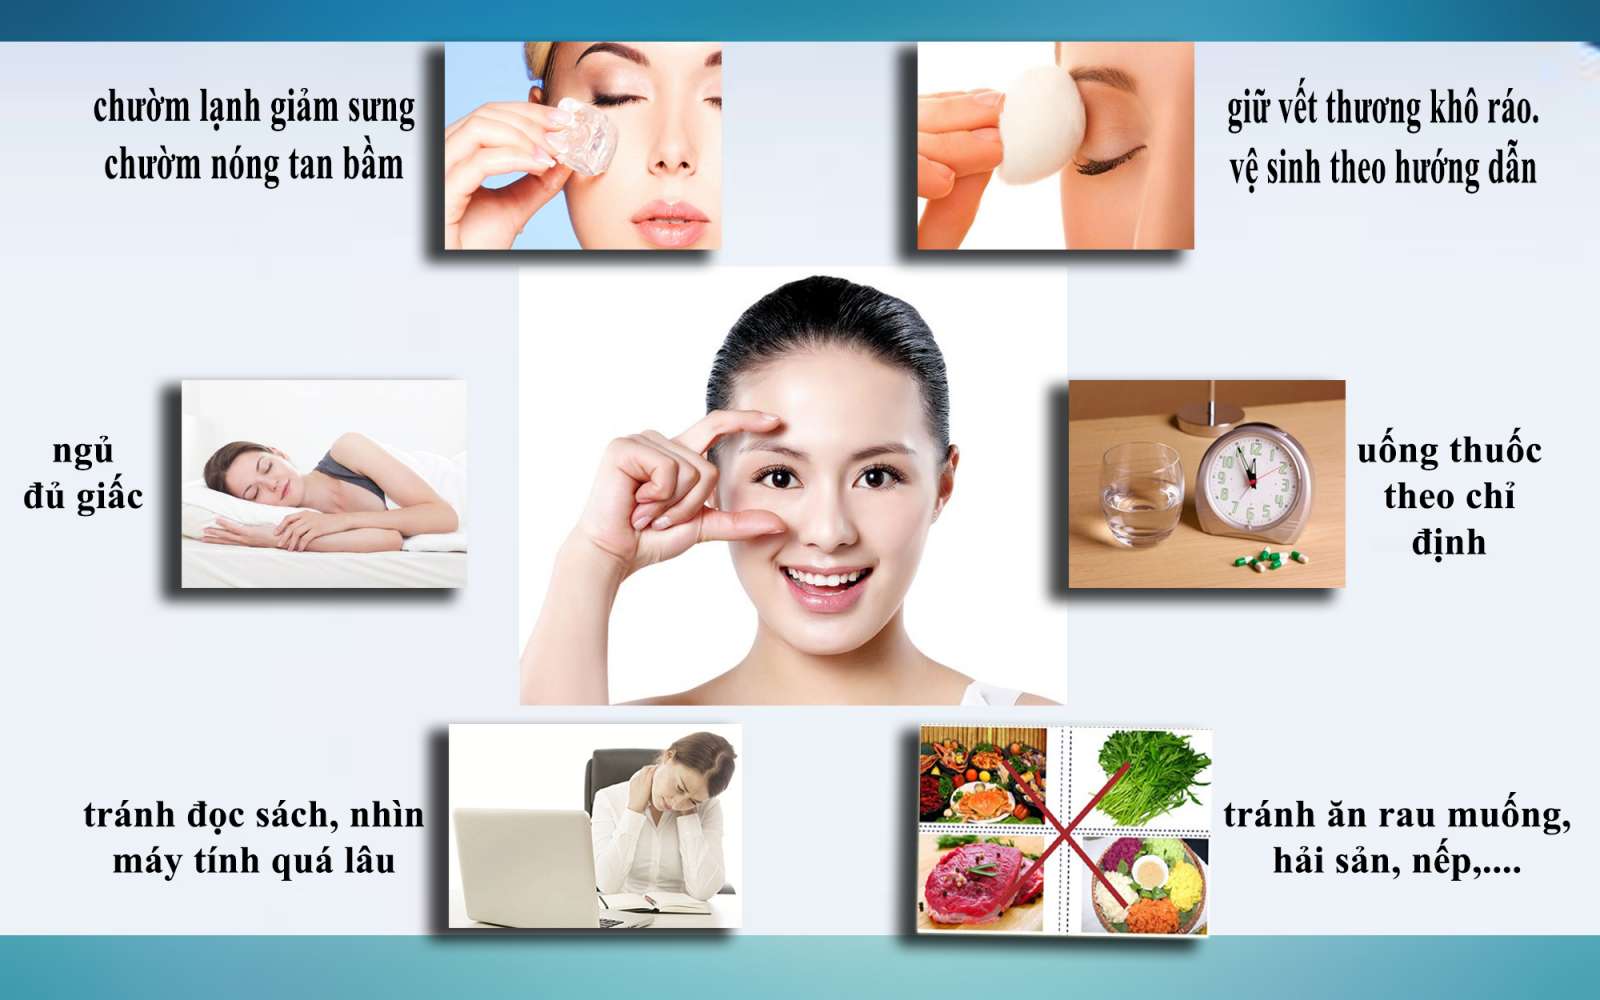 chườm lạnh giảm sưng
chườm nóng tan bầm
giữ vết thương khô ráo.
vệ sinh theo hướng dẫn
ngủ
đủ giấc
uống thuốc
theo chỉ
định
tránh đọc sách, nhìn
máy tính quá lâu
tránh ăn rau muống,
hải sản, nếp,....